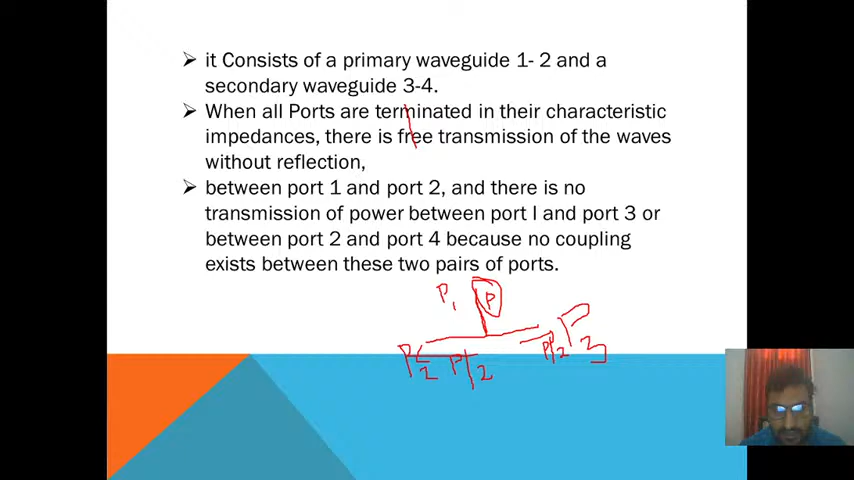 ➢ it Consists of a primary waveguide 1- 2 and a
secondary waveguide 3-4.
➢ When all Ports are terminated in their characteristic
impedances, there is free transmission of the waves
without reflection,
➢ between port 1 and port 2, and there is no
transmission of power between port I and port 3 or
between port 2 and port 4 because no coupling
exists between these two pairs of ports.
P1 P
P2 P/2 P/2